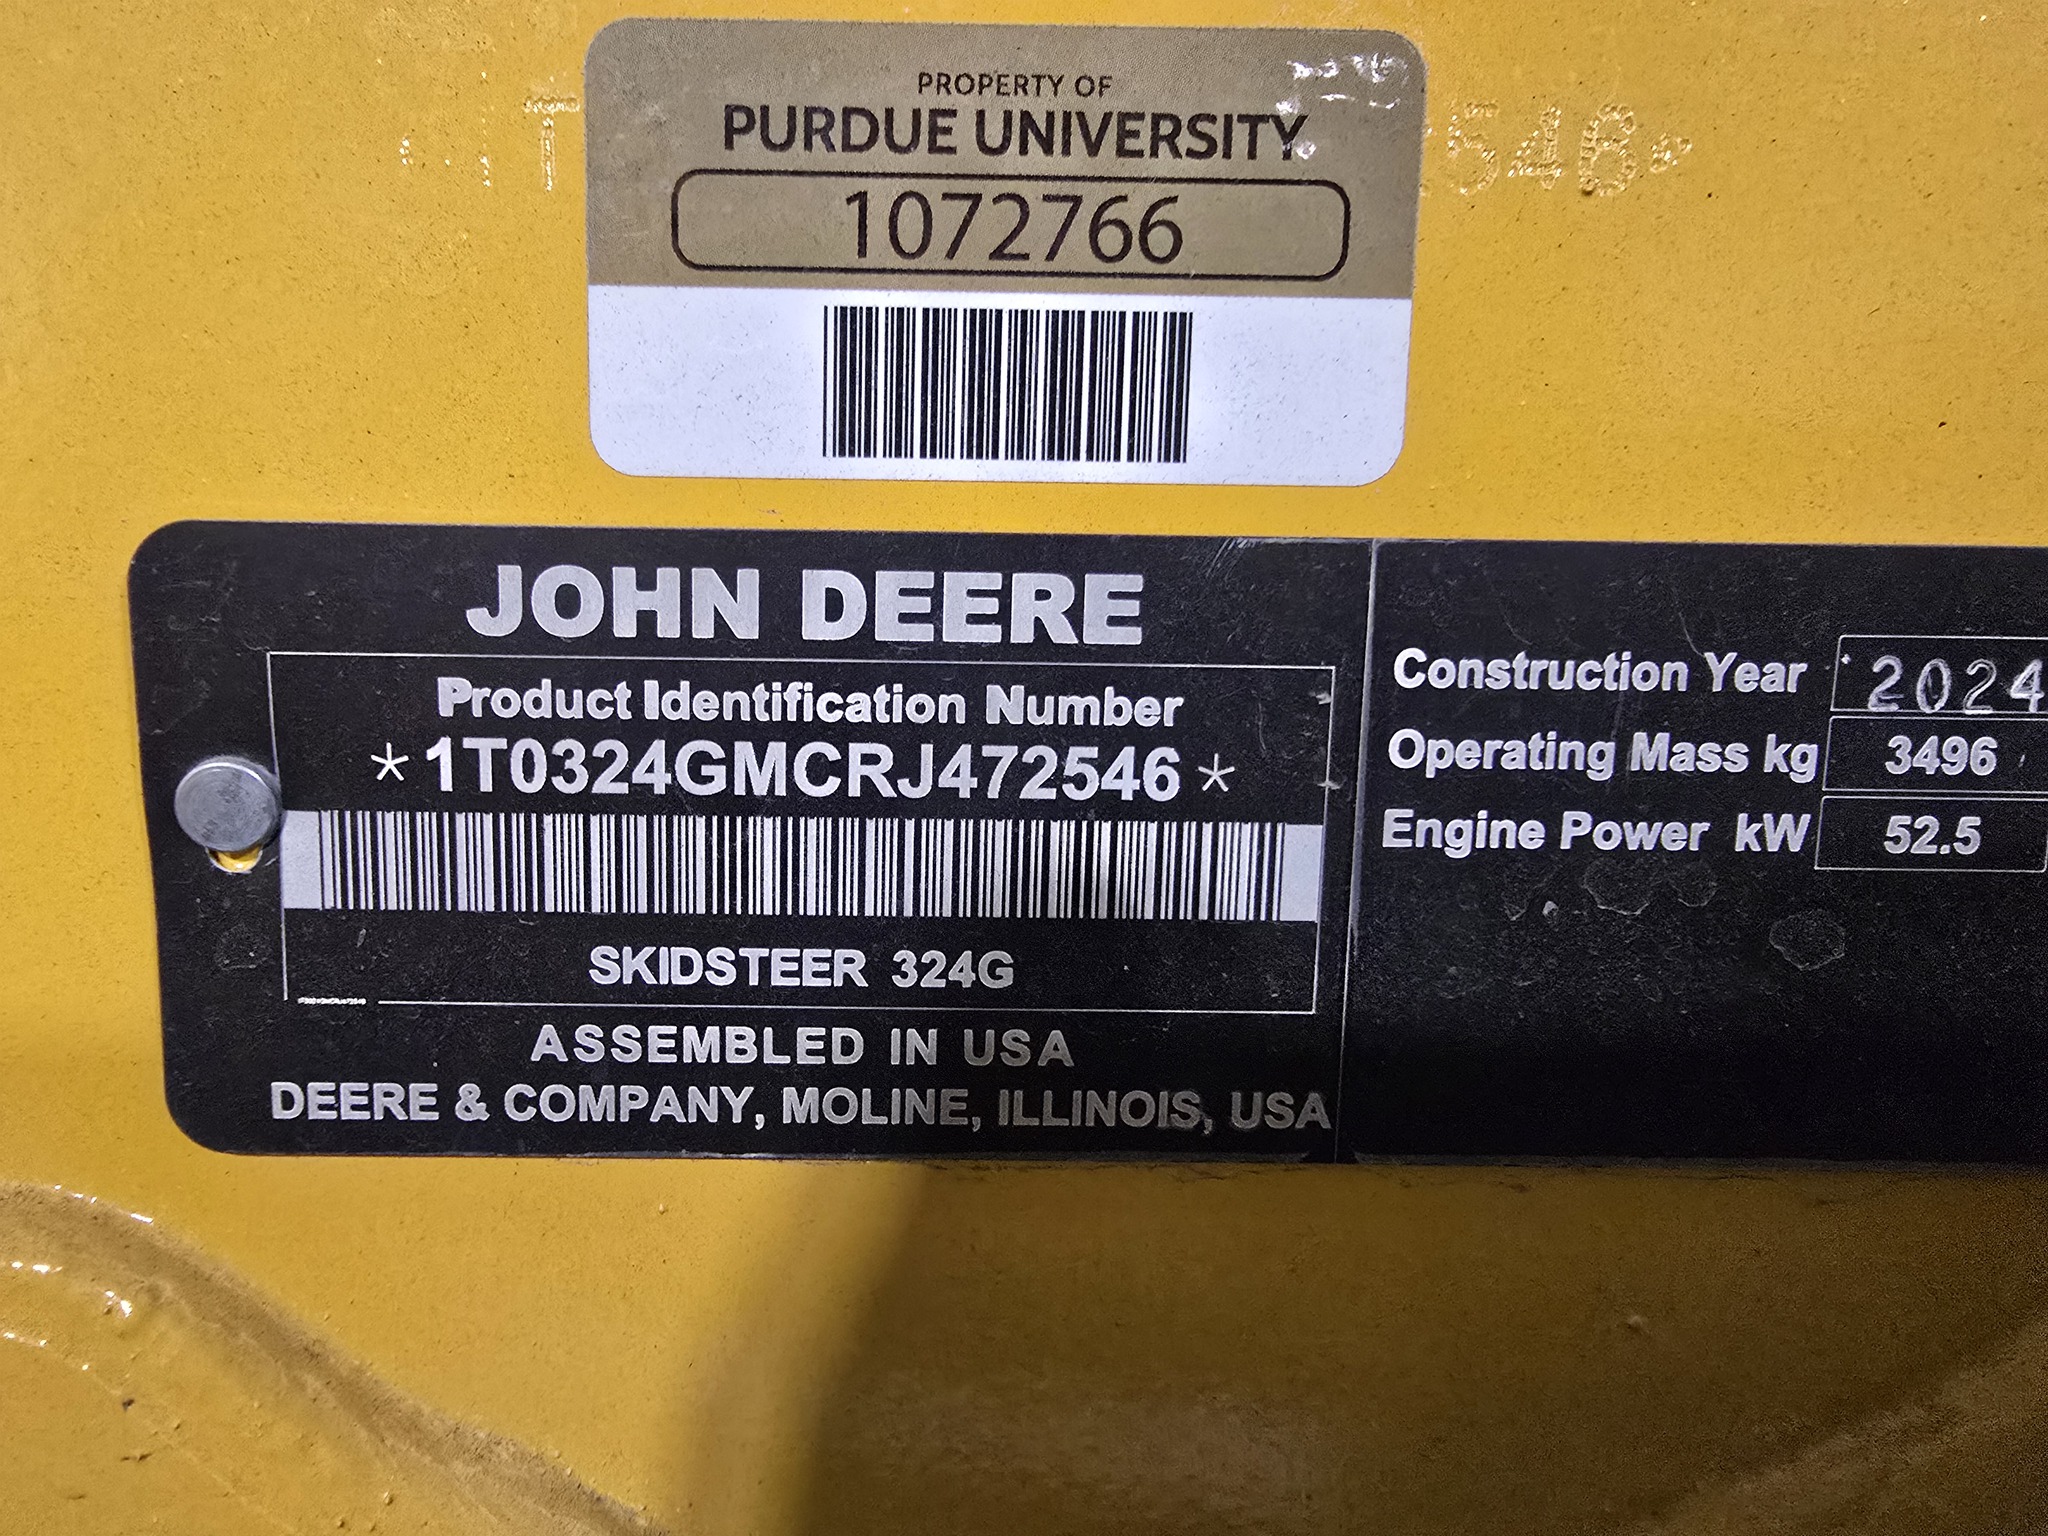 PROPERTY OF
PURDUE UNIVERSITY
1072766
546
JOHN DEERE
Product Identification Number
*1T0324GMCRJ472546*
SKIDSTEER 324G
ASSEMBLED IN USA
DEERE & COMPANY, MOLINE, ILLINOIS, USA
Construction Year 2024
Operating Mass kg 3496
Engine Power kW 52.5